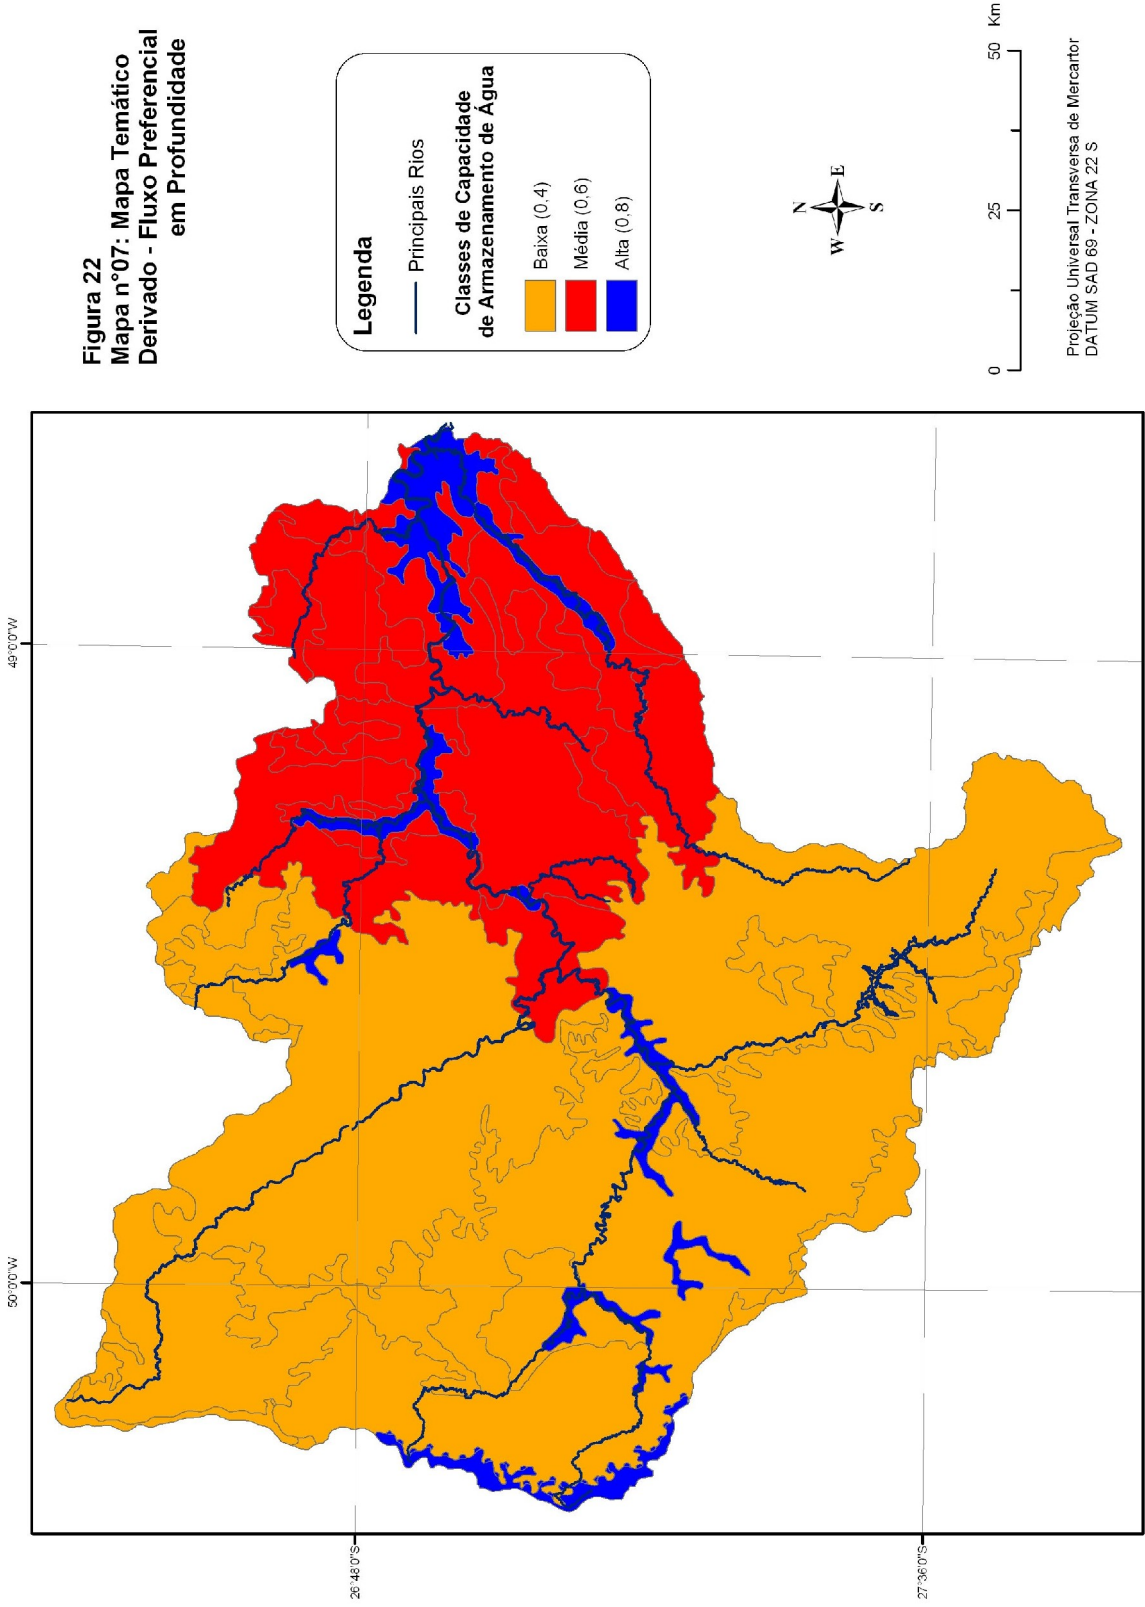 Figura 22
Mapa n°07: Mapa Temático
Derivado - Fluxo Preferencial
em Profundidade
Legenda
Principais Rios
Classes de Capacidade
de Armazenamento de Água
Baixa (0,4)
Média (0,6)
Alta (0,8)
N
W
E
S
0
25
50
Km
Projeção Universal Transversa de Mercartor
DATUM SAD 69 - ZONA 22 S
50°0'0"W
49°0'0"W
26°48'0"S
27°36'0"S